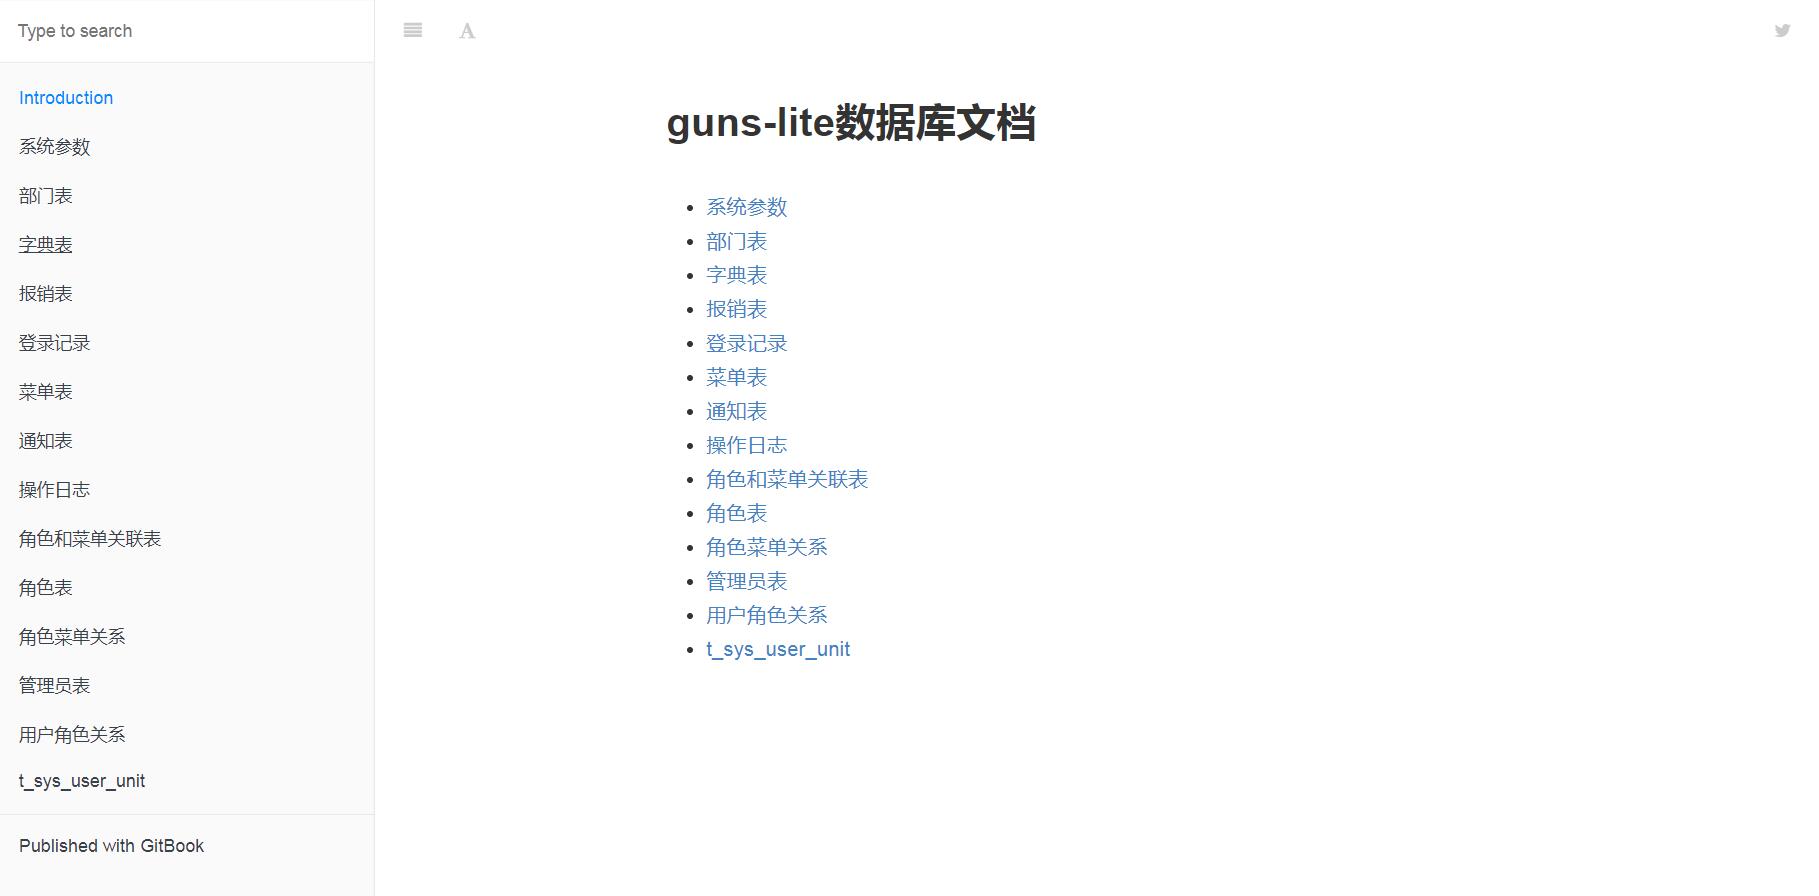 Type to search
Introduction
系统参数
部门表
字典表
报销表
登录记录
菜单表
通知表
操作日志
角色和菜单关联表
角色表
角色菜单关系
管理员表
用户角色关系
t_sys_user_unit
Published with GitBook
A
guns-lite数据库文档
系统参数
部门表
字典表
报销表
登录记录
菜单表
通知表
操作日志
角色和菜单关联表
角色表
角色菜单关系
管理员表
用户角色关系
t_sys_user_unit